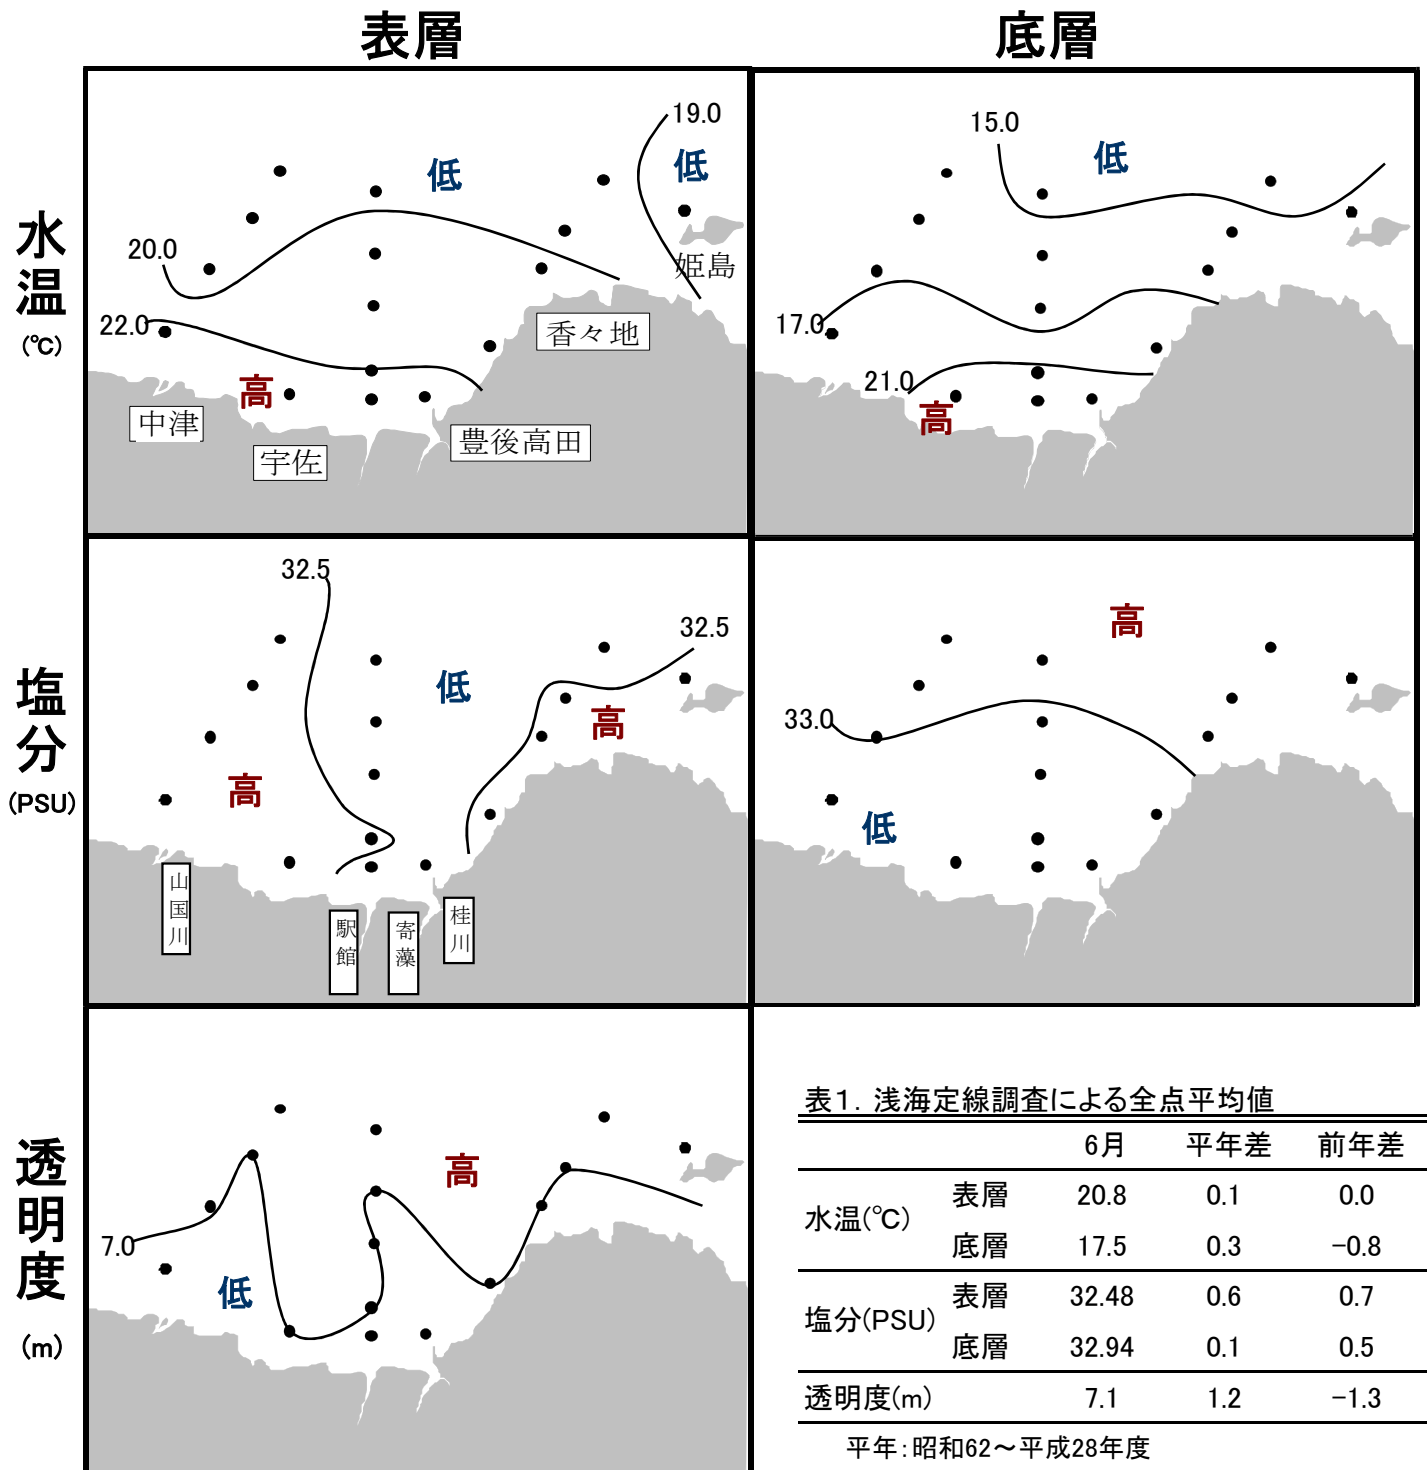 表層
底層
水温
(℃)
19.0
低
低
20.0
22.0
姫島
香々地
高
中津
宇佐
豊後高田
15.0
低
17.0
21.0
高
塩分
(PSU)
32.5
32.5
低
高
高
山国川
駅館
寄藻
桂川
高
33.0
低
透明度
(m)
高
7.0
低
表1. 浅海定線調査による全点平均値
6月 平年差 前年差
水温(℃) 表層 20.8 0.1 0.0
底層 17.5 0.3 −0.8
塩分(PSU) 表層 32.48 0.6 0.7
底層 32.94 0.1 0.5
透明度(m) 7.1 1.2 −1.3
平年:昭和62～平成28年度